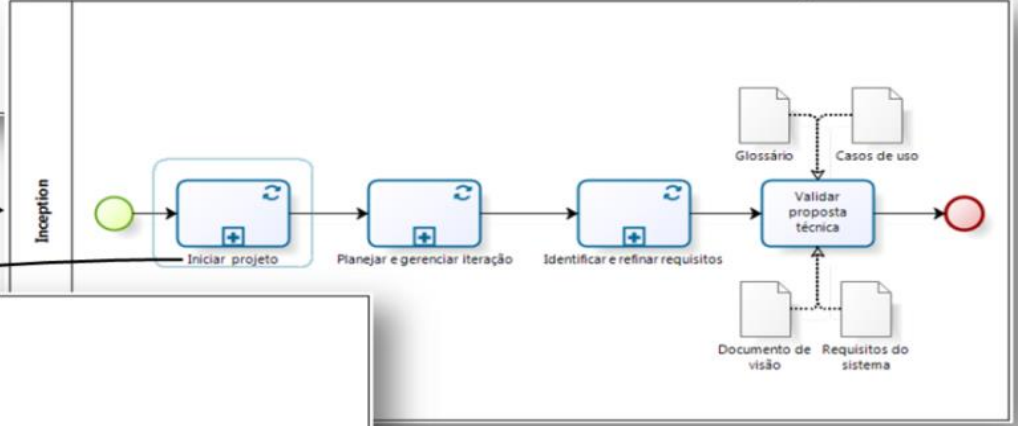 Inception
Iniciar projeto
Planejar e gerenciar iteração
Identificar e refinar requisitos
Glossário
Casos de uso
Validar
proposta
técnica
Documento de
visão
Requisitos do
sistema